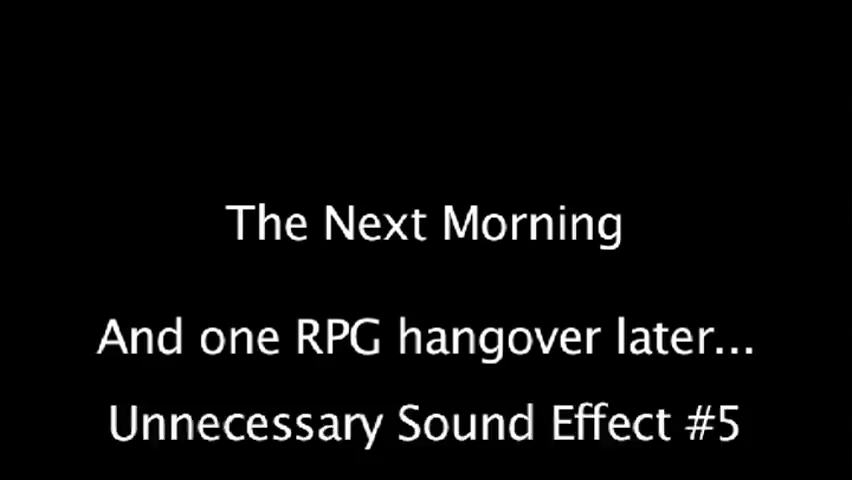 The Next Morning
And one RPG hangover later...
Unnecessary Sound Effect #5